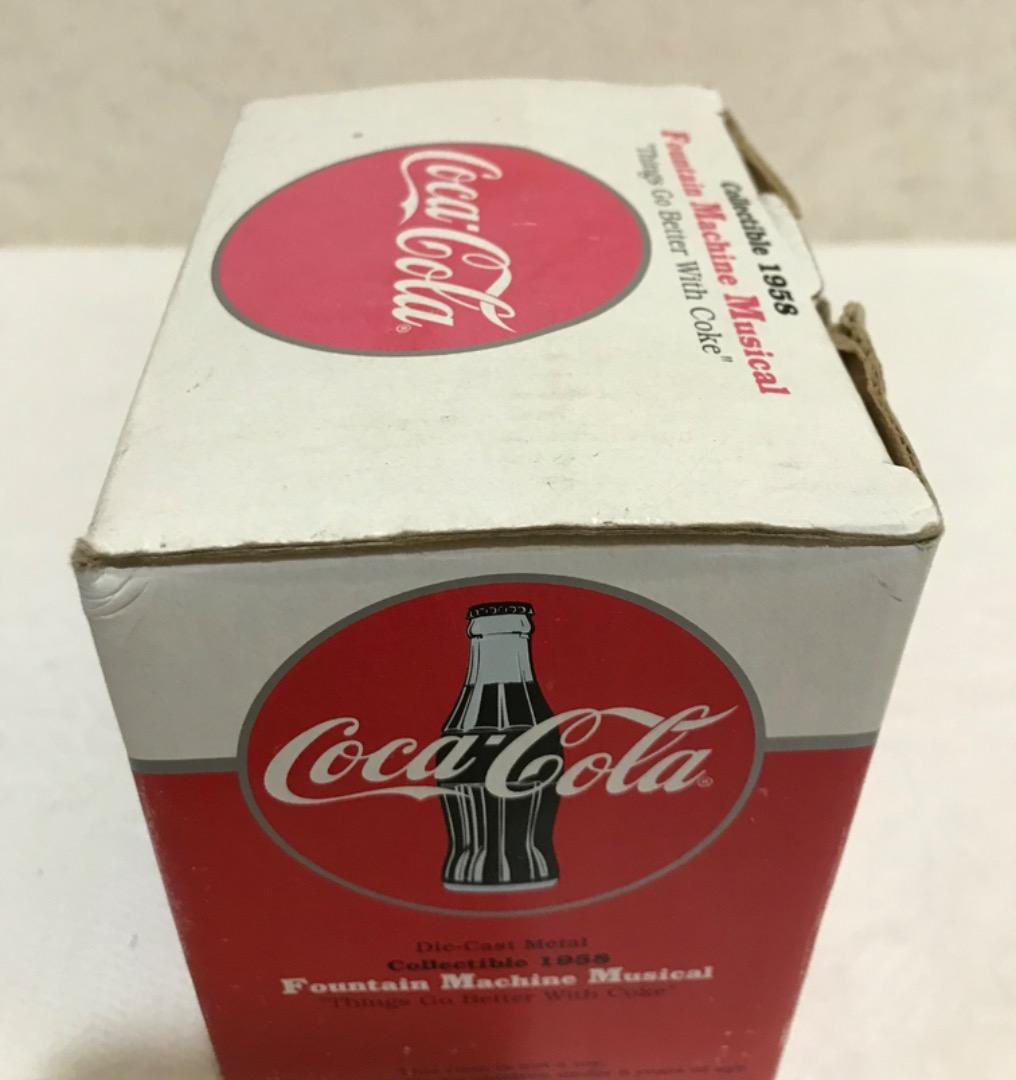 Coca-Cola®
Collectible 1958
Fountain Machine Musical
"Things Go Better With Coke"
Coca-Cola®
Die-Cast Metal
Collectible 1958
Fountain Machine Musical
"Things Go Better With Coke"